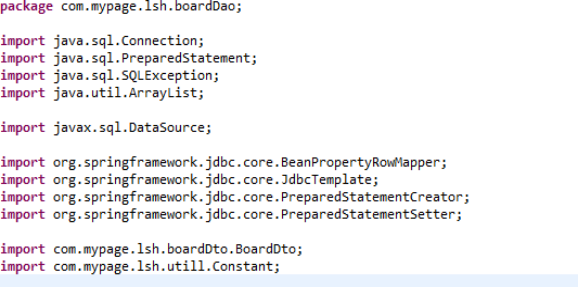 package com.mypage.lsh.boardDao;
import java.sql.Connection;
import java.sql.PreparedStatement;
import java.sql.SQLException;
import java.util.ArrayList;
import javax.sql.DataSource;
import org.springframework.jdbc.core.BeanPropertyRowMapper;
import org.springframework.jdbc.core.JdbcTemplate;
import org.springframework.jdbc.core.PreparedStatementCreator;
import org.springframework.jdbc.core.PreparedStatementSetter;
import com.mypage.lsh.boardDto.BoardDto;
import com.mypage.lsh.utill.Constant;